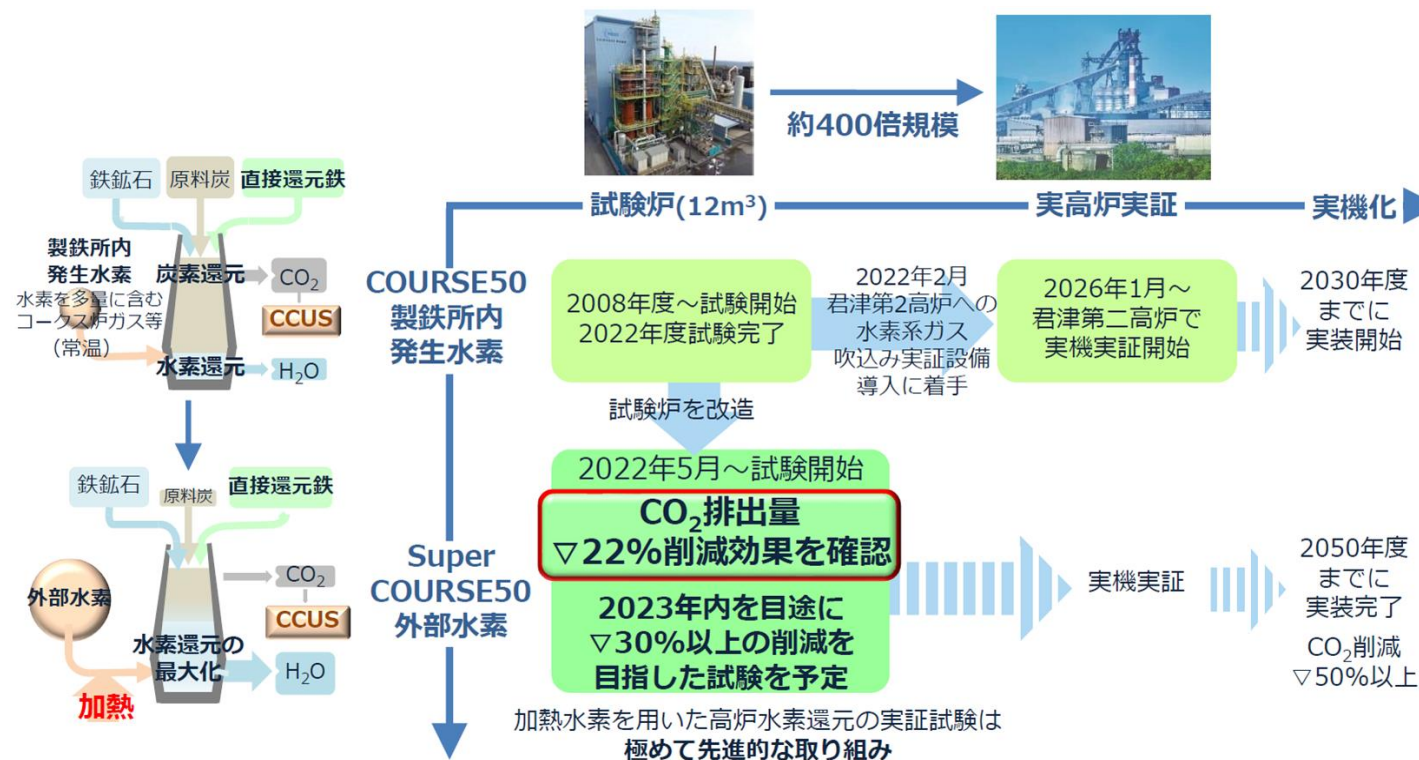 約400倍規模
試験炉(12m³)
実高炉実証
実機化
鉄鉱石
原料炭
直接還元鉄
製鉄所内
発生水素
水素を多量に含む
コークス炉ガス等
(常温)
炭素還元
CO₂
CCUS
水素還元
H₂O
COURSE50
製鉄所内
発生水素
2008年度~試験開始
2022年度試験完了
2022年2月
君津第2高炉への
水素系ガス
吹込み実証設備
導入に着手
2026年1月~
君津第二高炉で
実機実証開始
2030年度
までに
実装開始
試験炉を改造
鉄鉱石
原料炭
直接還元鉄
外部水素
CO₂
CCUS
水素還元の
最大化
H₂O
加熱
Super
COURSE50
外部水素
2022年5月~試験開始
CO₂排出量
▽22%削減効果を確認
2023年内を目途に
▽30%以上の削減を
目指した試験を予定
実機実証
2050年度
までに
実装完了
CO₂削減
▽50%以上
加熱水素を用いた高炉水素還元の実証試験は
極めて先進的な取り組み